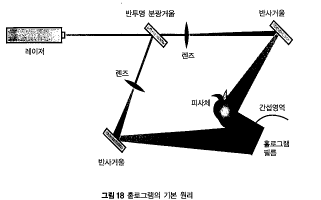 반투명 분광거울
반사거울
레이저
렌즈
렌즈
피사체
간섭영역
홀로그램
필름
반사거울
그림 18 홀로그램의 기본 원리